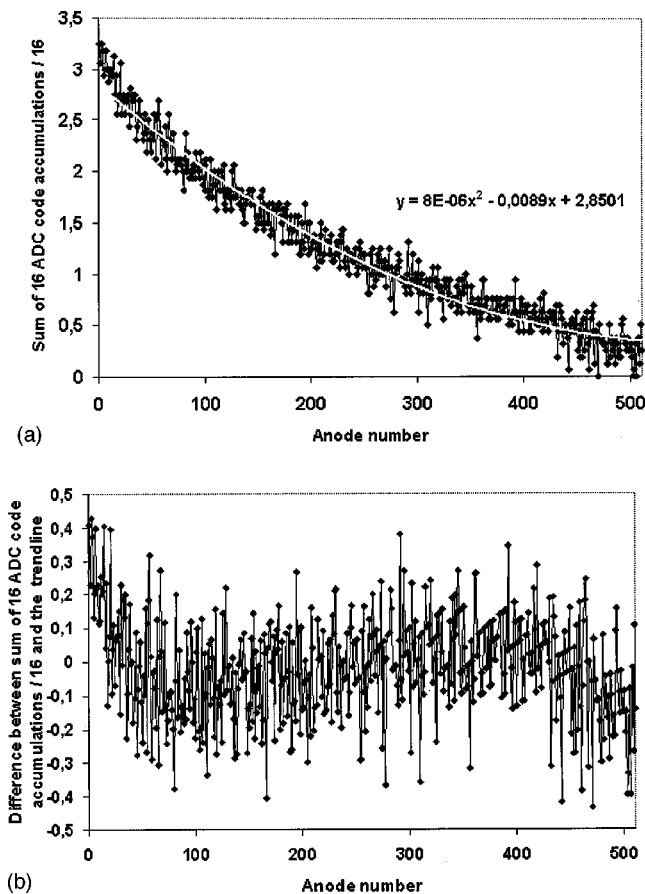 3,5
3
2,5
2
1,5
1
0,5
0
Sum of 16 ADC code accumulations / 16
y = 8E-06x² - 0,0089x + 2,8501
0 100 200 300 400 500
Anode number
(a)
0,5
0,4
0,3
0,2
0,1
0
-0,1
-0,2
-0,3
-0,4
-0,5
Difference between sum of 16 ADC code
accumulations / 16 and the trendline
0 100 200 300 400 500
Anode number
(b)